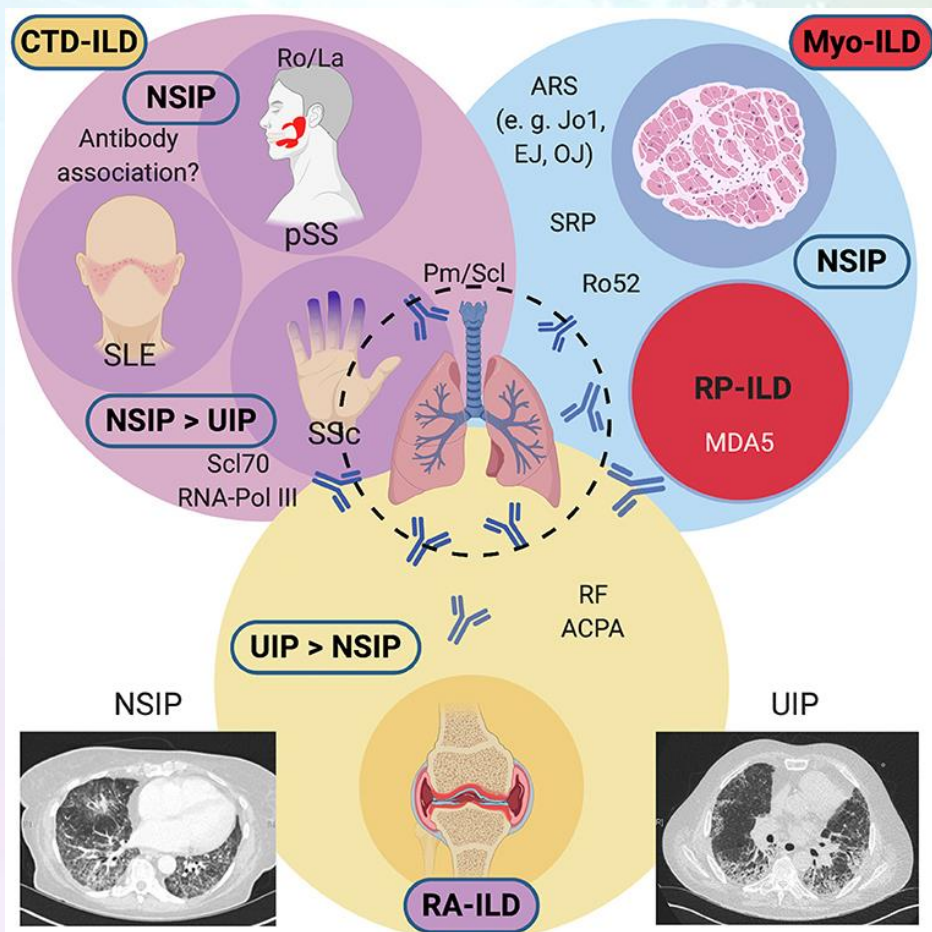 CTD-ILD
Myo-ILD
NSIP
Antibody
association?
Ro/La
pSS
SLE
NSIP > UIP
SSc
Scl70
RNA-Pol III
Pm/Scl
ARS
(e. g. Jo1,
EJ, OJ)
SRP
Ro52
NSIP
RP-ILD
MDA5
RF
ACPA
UIP > NSIP
RA-ILD
NSIP
UIP